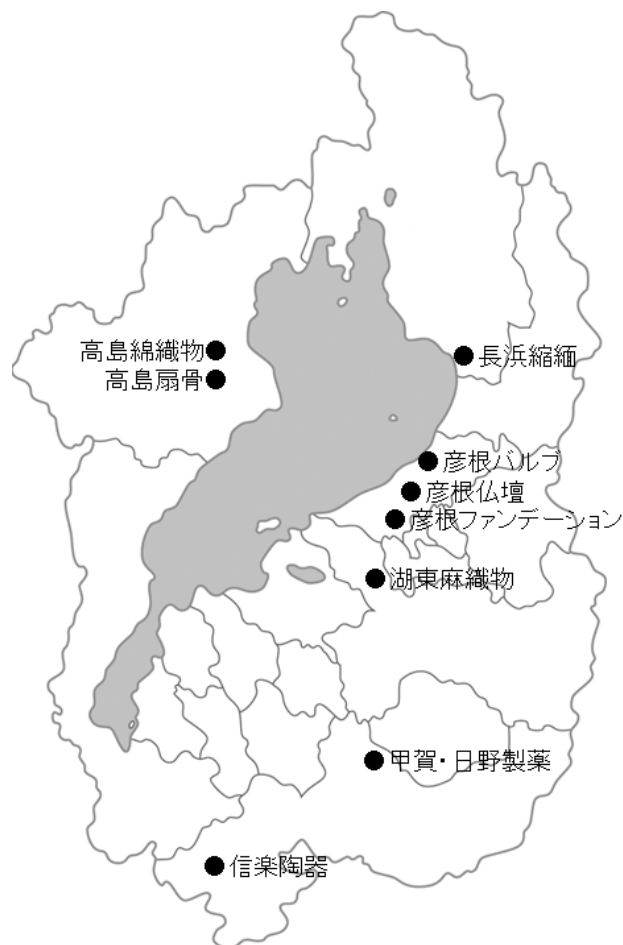 高島綿織物
高島扇骨
長浜縮緬
彦根バルブ
彦根仏壇
彦根ファンデーション
湖東麻織物
甲賀・日野製薬
信楽陶器